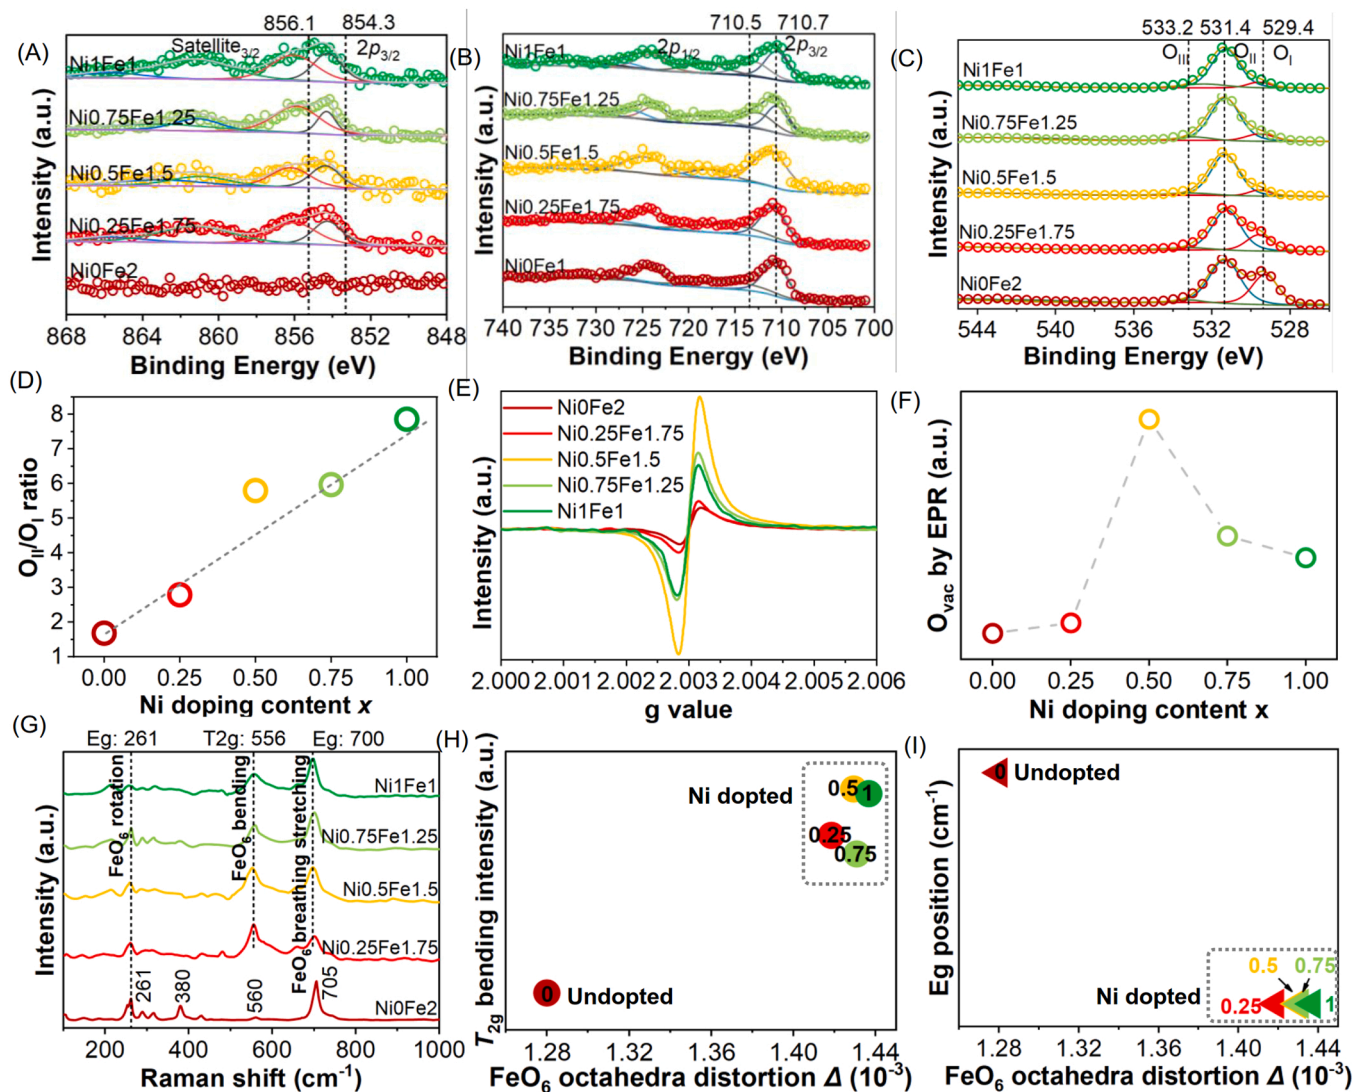 (A)
856.1
854.3
Satellite3/2
2p3/2
Ni1Fe1
Ni0.75Fe1.25
Ni0.5Fe1.5
Ni0.25Fe1.75
Ni0Fe2
Intensity (a.u.)
868 864 860 856 852 848
Binding Energy (eV)
(B)
710.5
710.7
Ni1Fe1
2p1/2
2p3/2
Ni0.75Fe1.25
Ni0.5Fe1.5
Ni0.25Fe1.75
Ni0Fe1
Intensity (a.u.)
740 735 730 725 720 715 710 705 700
Binding Energy (eV)
(C)
533.2 531.4 529.4
OIII
OII
OI
Ni1Fe1
Ni0.75Fe1.25
Ni0.5Fe1.5
Ni0.25Fe1.75
Ni0Fe2
Intensity (a.u.)
544 540 536 532 528
Binding Energy (eV)
(D)
OII/OI ratio
8
7
6
5
4
3
2
1
0.00 0.25 0.50 0.75 1.00
Ni doping content x
(E)
Ni0Fe2
Ni0.25Fe1.75
Ni0.5Fe1.5
Ni0.75Fe1.25
Ni1Fe1
Intensity (a.u.)
2.000 2.001 2.002 2.003 2.004 2.005 2.006
g value
(F)
Ovac by EPR (a.u.)
0.00 0.25 0.50 0.75 1.00
Ni doping content x
(G)
Eg: 261
T2g: 556
Eg: 700
FeO6 rotation
FeO6 bending
FeO6 breathing stretching
Ni1Fe1
Ni0.75Fe1.25
Ni0.5Fe1.5
Ni0.25Fe1.75
Ni0Fe2
261
380
560
705
Intensity (a.u.)
200 400 600 800 1000
Raman shift (cm-1)
(H)
T2g bending intensity (a.u.)
Ni dopted
0.5
1
0.25
0.75
0
Undopted
1.28 1.32 1.36 1.40 1.44
FeO6 octahedra distortion Δ (10-3)
(I)
Eg position (cm-1)
0
Undopted
0.5
0.75
Ni dopted
0.25
1
1.28 1.32 1.36 1.40 1.44
FeO6 octahedra distortion Δ (10-3)